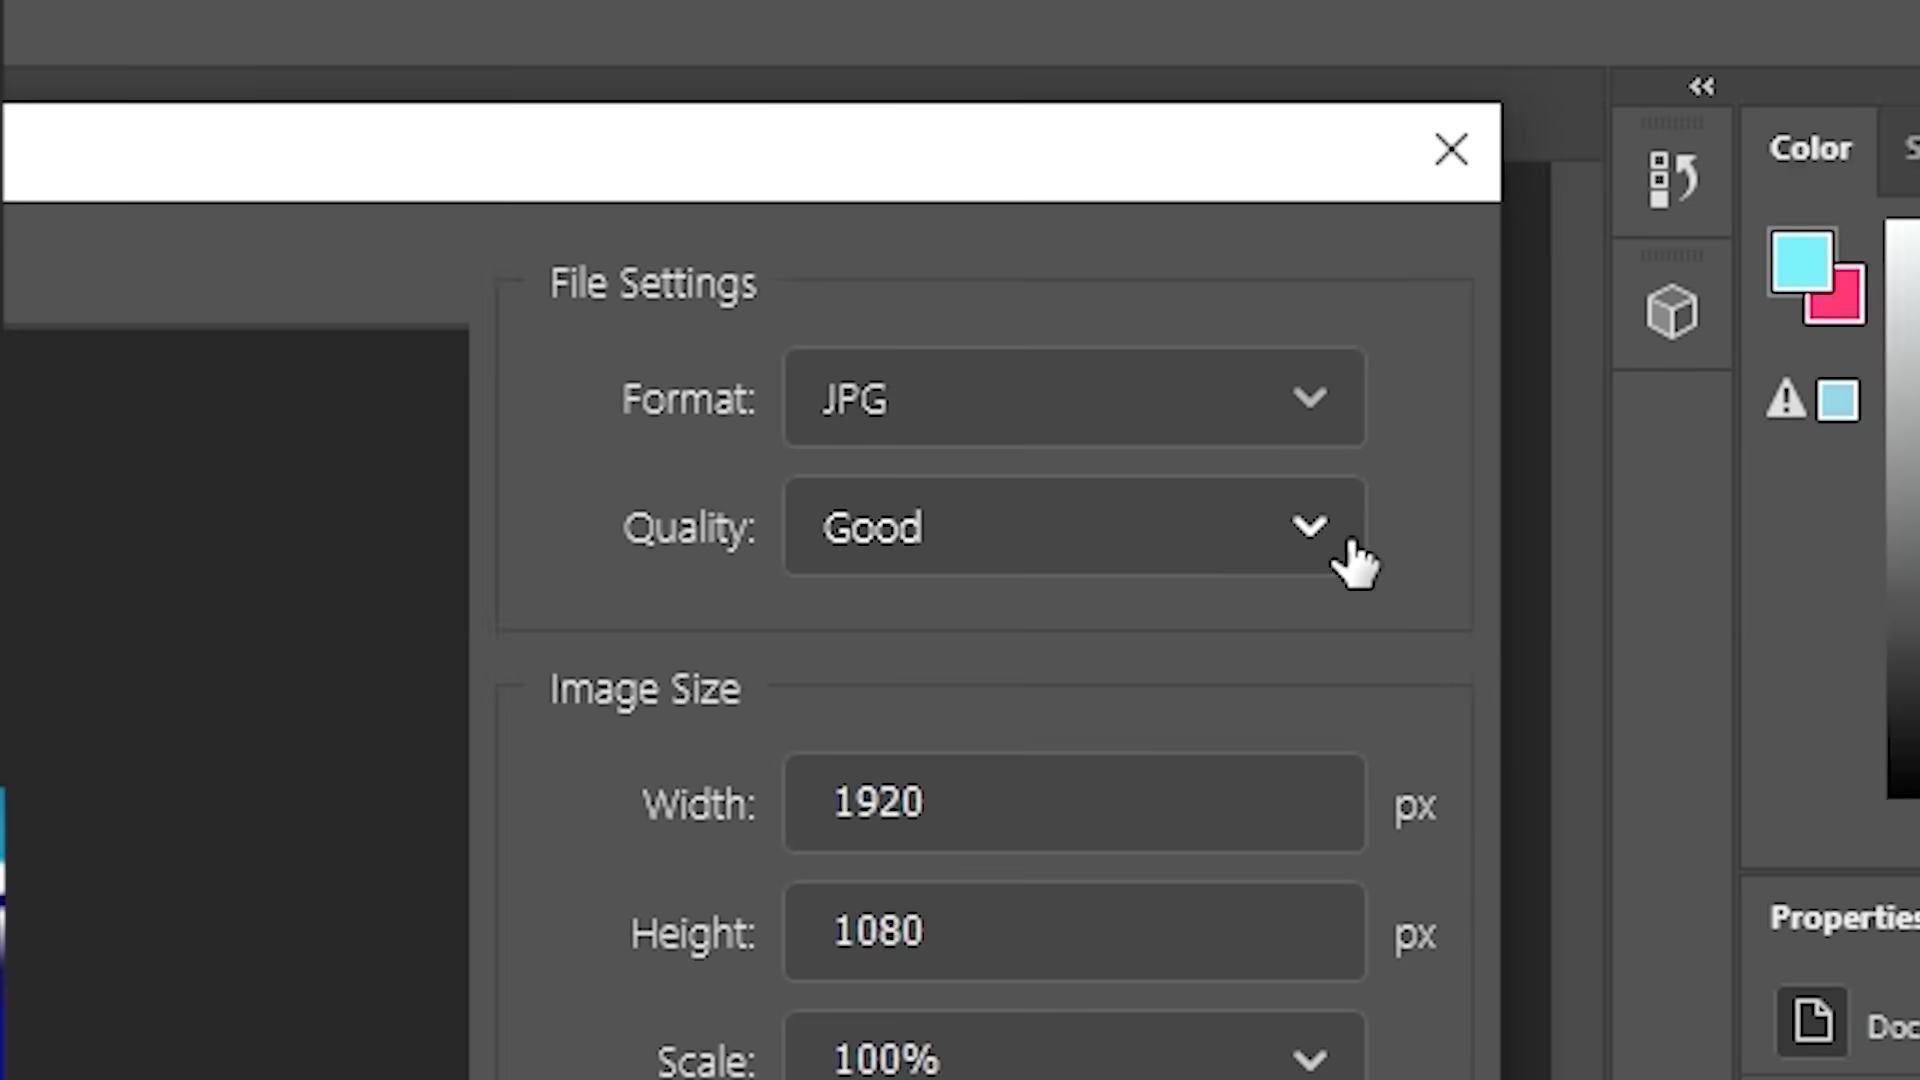 Color
File Settings
Format: JPG
Quality: Good
Image Size
Width: 1920 px
Height: 1080 px
Scale: 100%
Properties
Doc